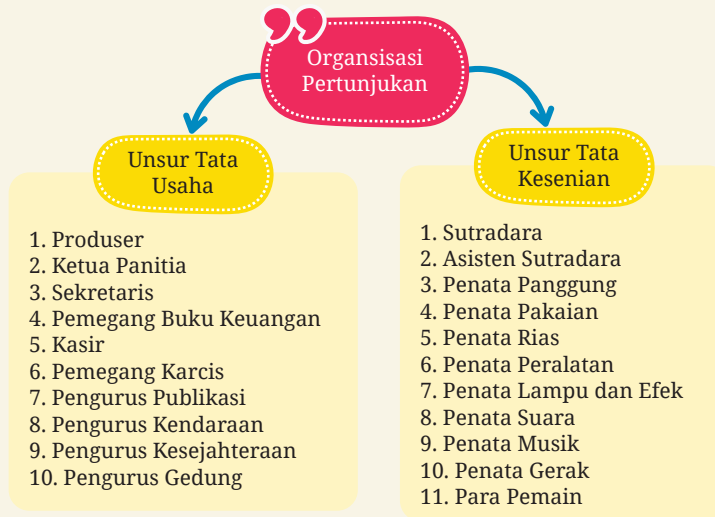 Organsisasi
Pertunjukan
Unsur Tata
Usaha
1. Produser
2. Ketua Panitia
3. Sekretaris
4. Pemegang Buku Keuangan
5. Kasir
6. Pemegang Karcis
7. Pengurus Publikasi
8. Pengurus Kendaraan
9. Pengurus Kesejahteraan
10. Pengurus Gedung
Unsur Tata
Kesenian
1. Sutradara
2. Asisten Sutradara
3. Penata Panggung
4. Penata Pakaian
5. Penata Rias
6. Penata Peralatan
7. Penata Lampu dan Efek
8. Penata Suara
9. Penata Musik
10. Penata Gerak
11. Para Pemain